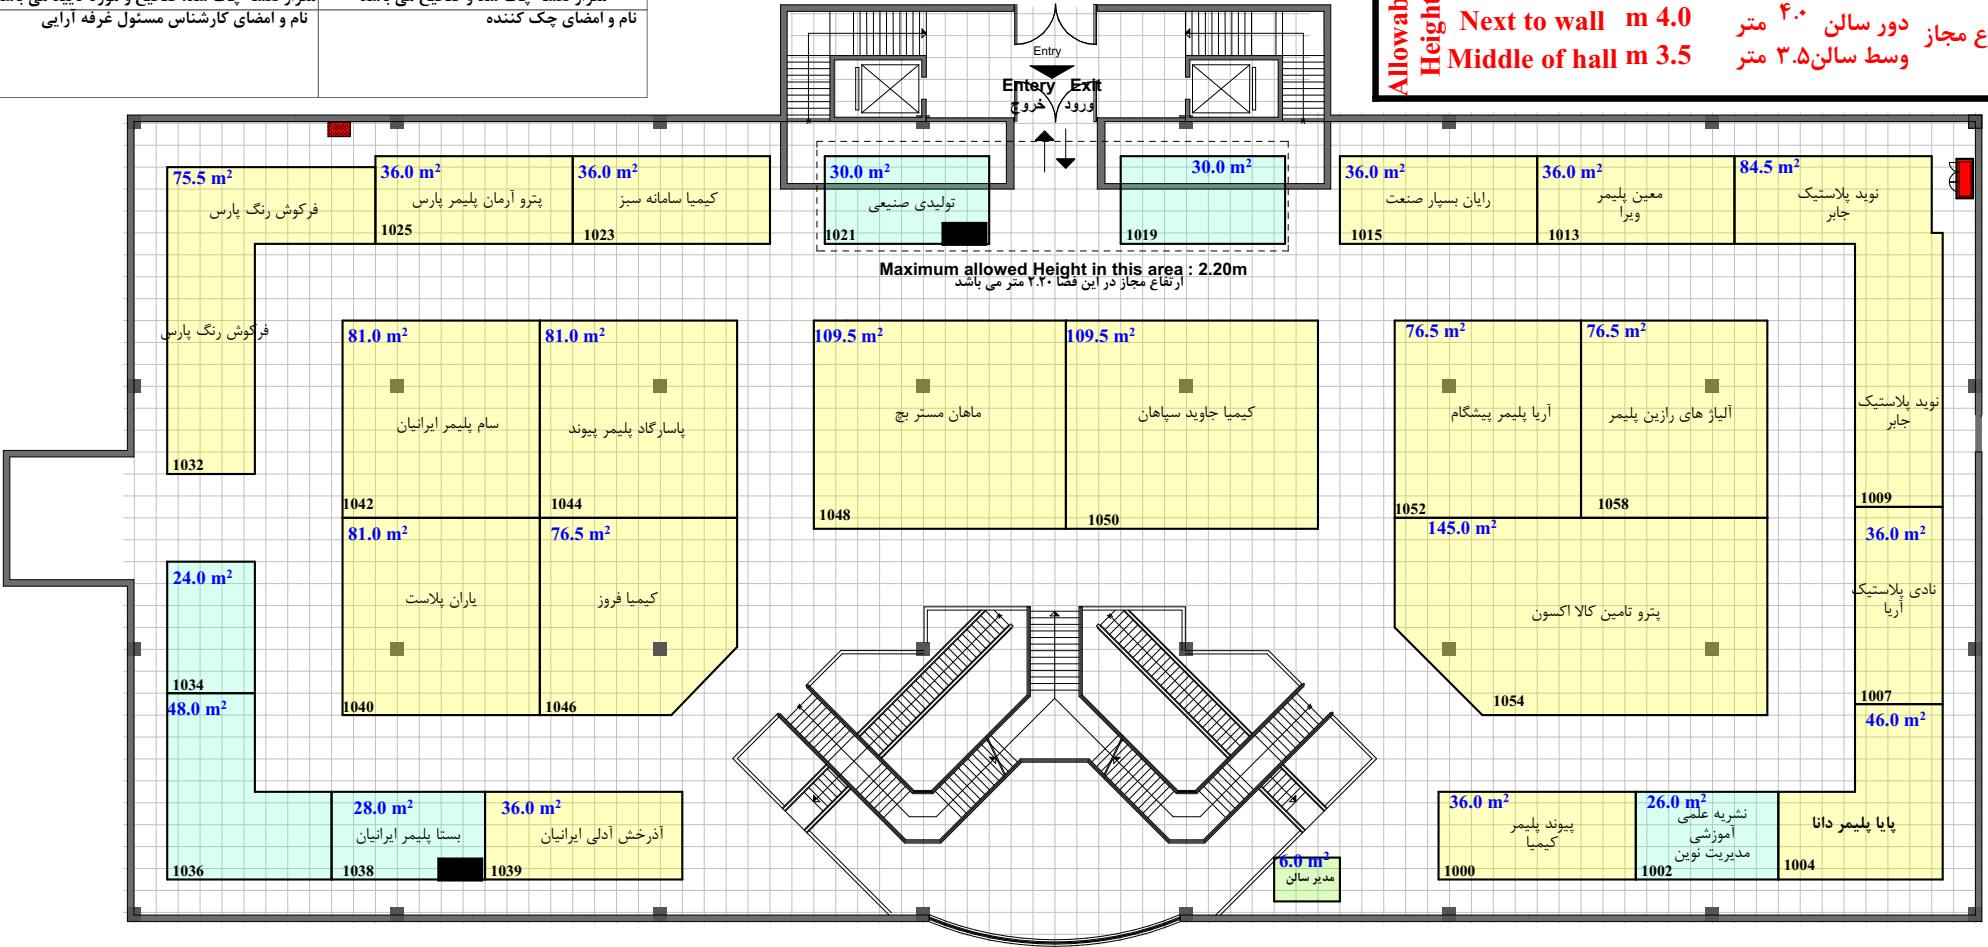 نام و امضای کارشناس مسئول غرفه آرایی
نام و امضای چک کننده
Allowab
Height
Next to wall m 4.0
دور سالن ۴.۰ متر
ع مجاز
Middle of hall m 3.5
وسط سالن ۳.۵ متر
Entry
Entery Exit
خروج ورود
75.5 m²
فرکوش رنگ پارس
36.0 m²
پترو آرمان پلیمر پارس
1025
36.0 m²
کیمیا سامانه سبز
1023
30.0 m²
تولیدی صنیعی
1021
30.0 m²
1019
36.0 m²
رایان بسپار صنعت
1015
36.0 m²
معین پلیمر
ویرا
1013
84.5 m²
نوید پلاستیک
جابر
Maximum allowed Height in this area : 2.20m
ارتفاع مجاز در این فضا ۲.۲۰ متر می باشد
فرکوش رنگ پارس
1032
81.0 m²
سام پلیمر ایرانیان
1042
81.0 m²
پاسارگاد پلیمر پیوند
1044
109.5 m²
ماهان مستر بچ
1048
109.5 m²
کیمیا جاوید سپاهان
1050
76.5 m²
آریا پلیمر پیشگام
1052
76.5 m²
آلیاژ های رازین پلیمر
1058
نوید پلاستیک
جابر
1009
81.0 m²
یاران پلاست
1040
76.5 m²
کیمیا فروز
1046
145.0 m²
پترو تامین کالا اکسون
1054
36.0 m²
نادی پلاستیک
آریا
1007
24.0 m²
1034
48.0 m²
1036
28.0 m²
بستا پلیمر ایرانیان
1038
36.0 m²
آذرخش آدلی ایرانیان
1039
6.0 m²
مدیر سالن
36.0 m²
پیوند پلیمر
کیمیا
1000
26.0 m²
نشریه علمی
آموزشی
مدیریت نوین
1002
46.0 m²
پایا پلیمر دانا
1004